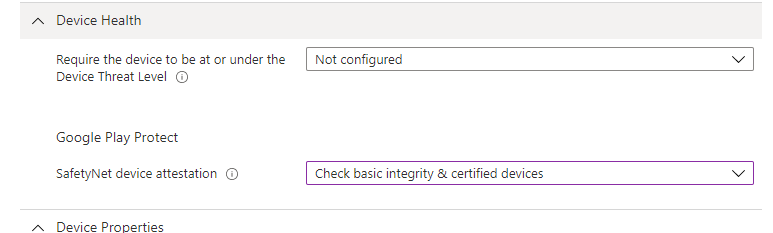 Device Health
Require the device to be at or under the
Device Threat Level
Not configured
Google Play Protect
SafetyNet device attestation
Check basic integrity & certified devices
Device Properties